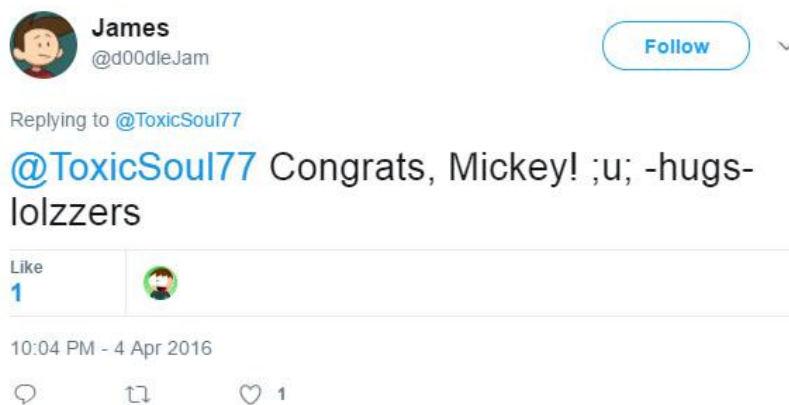 James
@d00dleJam
Follow
Replying to @ToxicSoul77
@ToxicSoul77 Congrats, Mickey! ;u; -hugs-
lolzzers
Like
1
10:04 PM - 4 Apr 2016
1